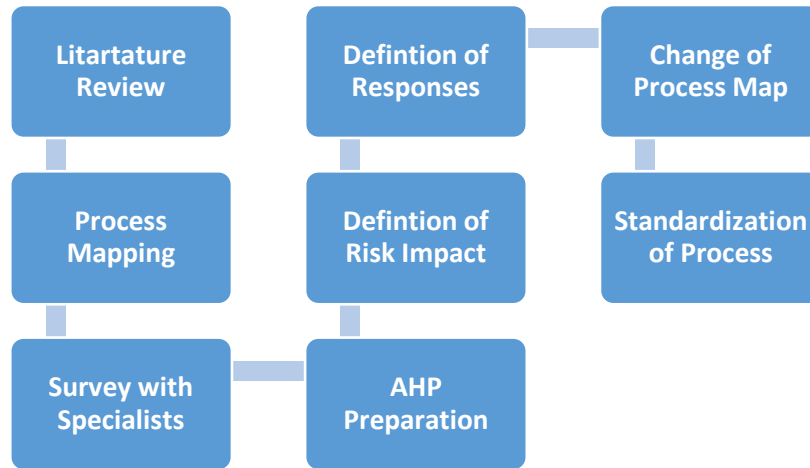 Litartature
Review
Process
Mapping
Survey with
Specialists
AHP
Preparation
Defintion of
Risk Impact
Defintion of
Responses
Change of
Process Map
Standardization
of Process